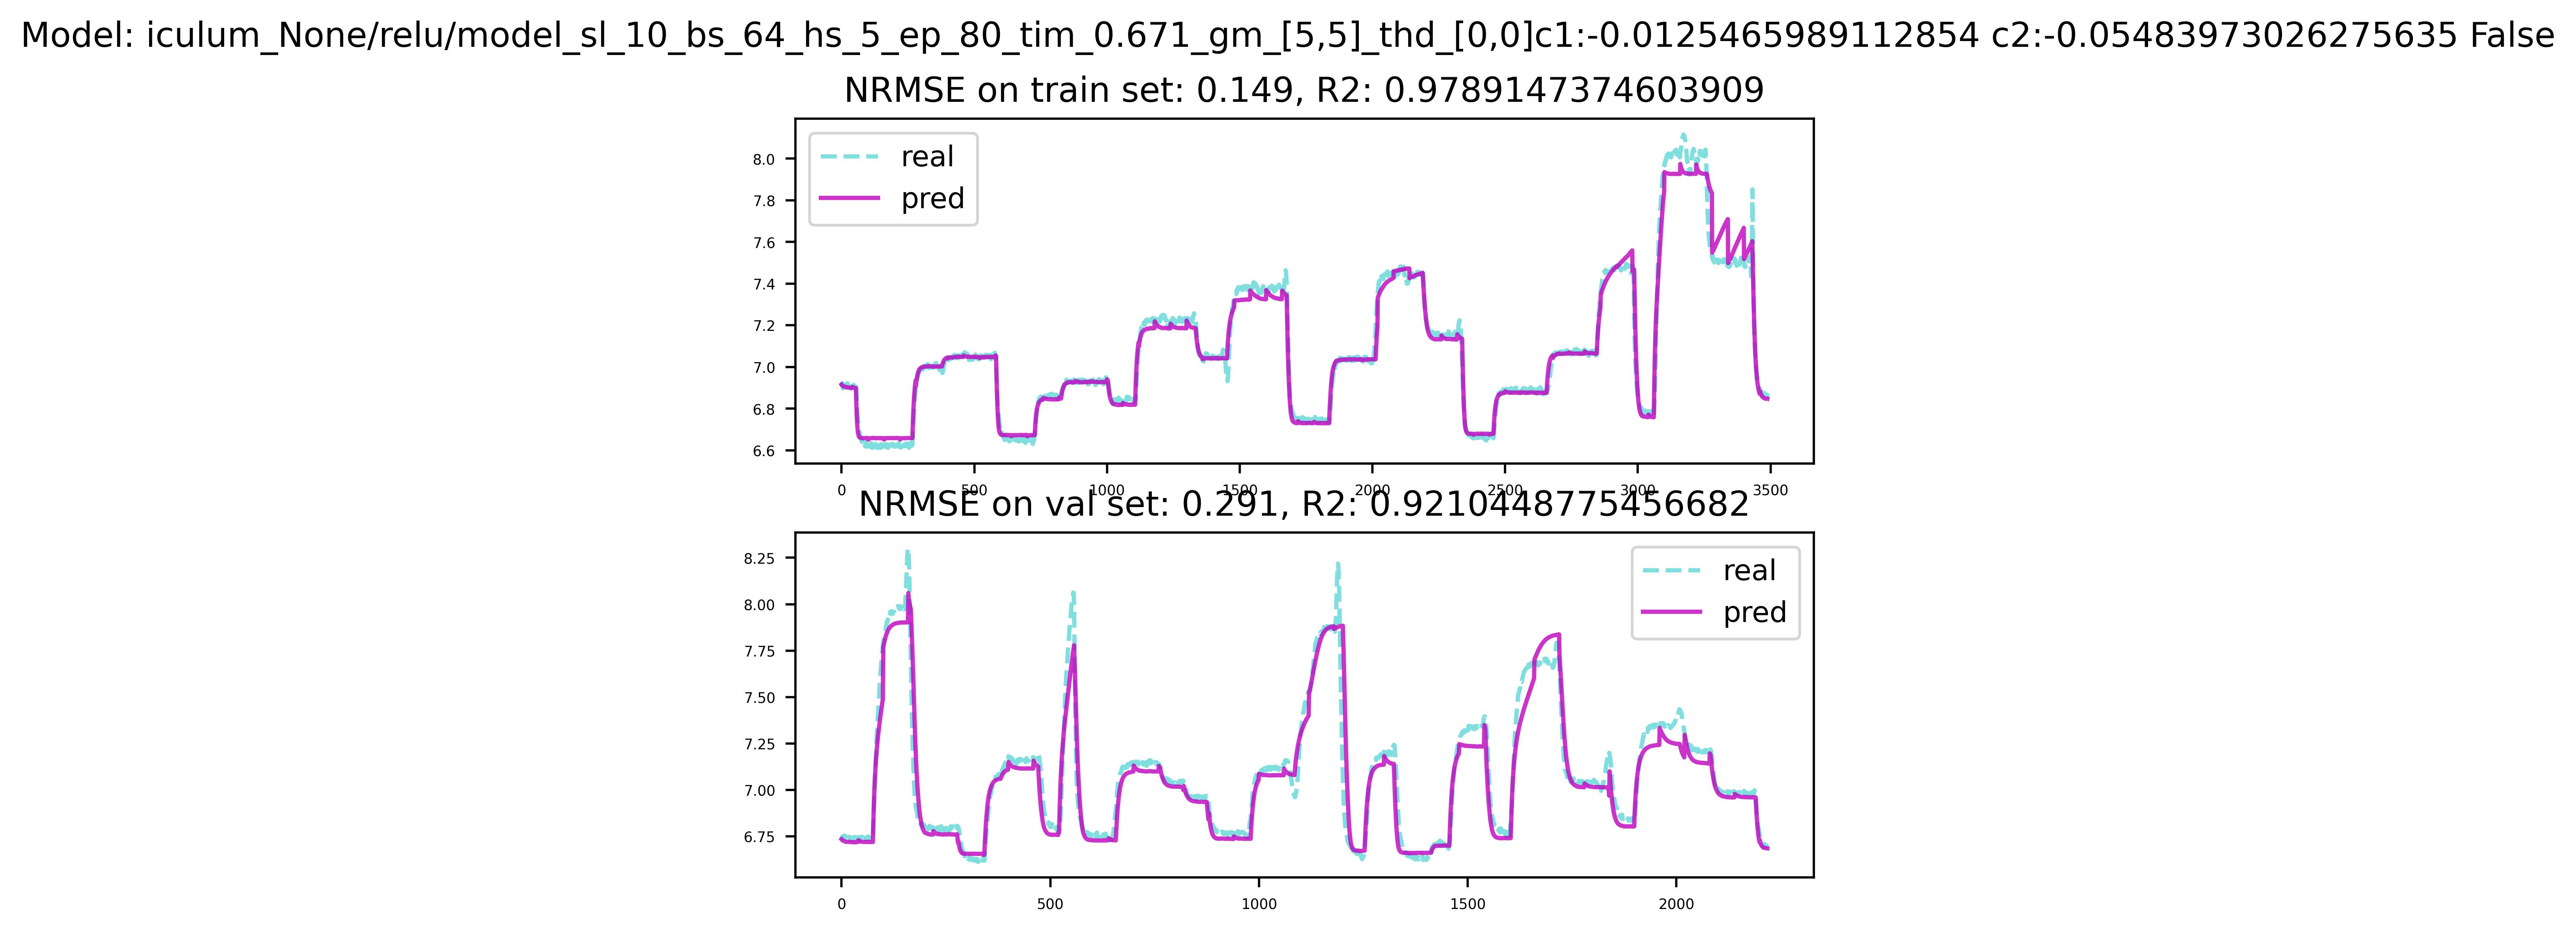 Model: iculum_None/relu/model_sl_10_bs_64_hs_5_ep_80_tim_0.671_gm_[5,5]_thd_[0,0]c1:-0.0125465989112854 c2:-0.05483973026275635 False
NRMSE on train set: 0.149, R2: 0.9789147374603909
real
pred
8.0
7.8
7.6
7.4
7.2
7.0
6.8
6.6
0 500 1000 1500 2000 2500 3000 3500
NRMSE on val set: 0.291, R2: 0.9210448775456682
real
pred
8.25
8.00
7.75
7.50
7.25
7.00
6.75
0 500 1000 1500 2000